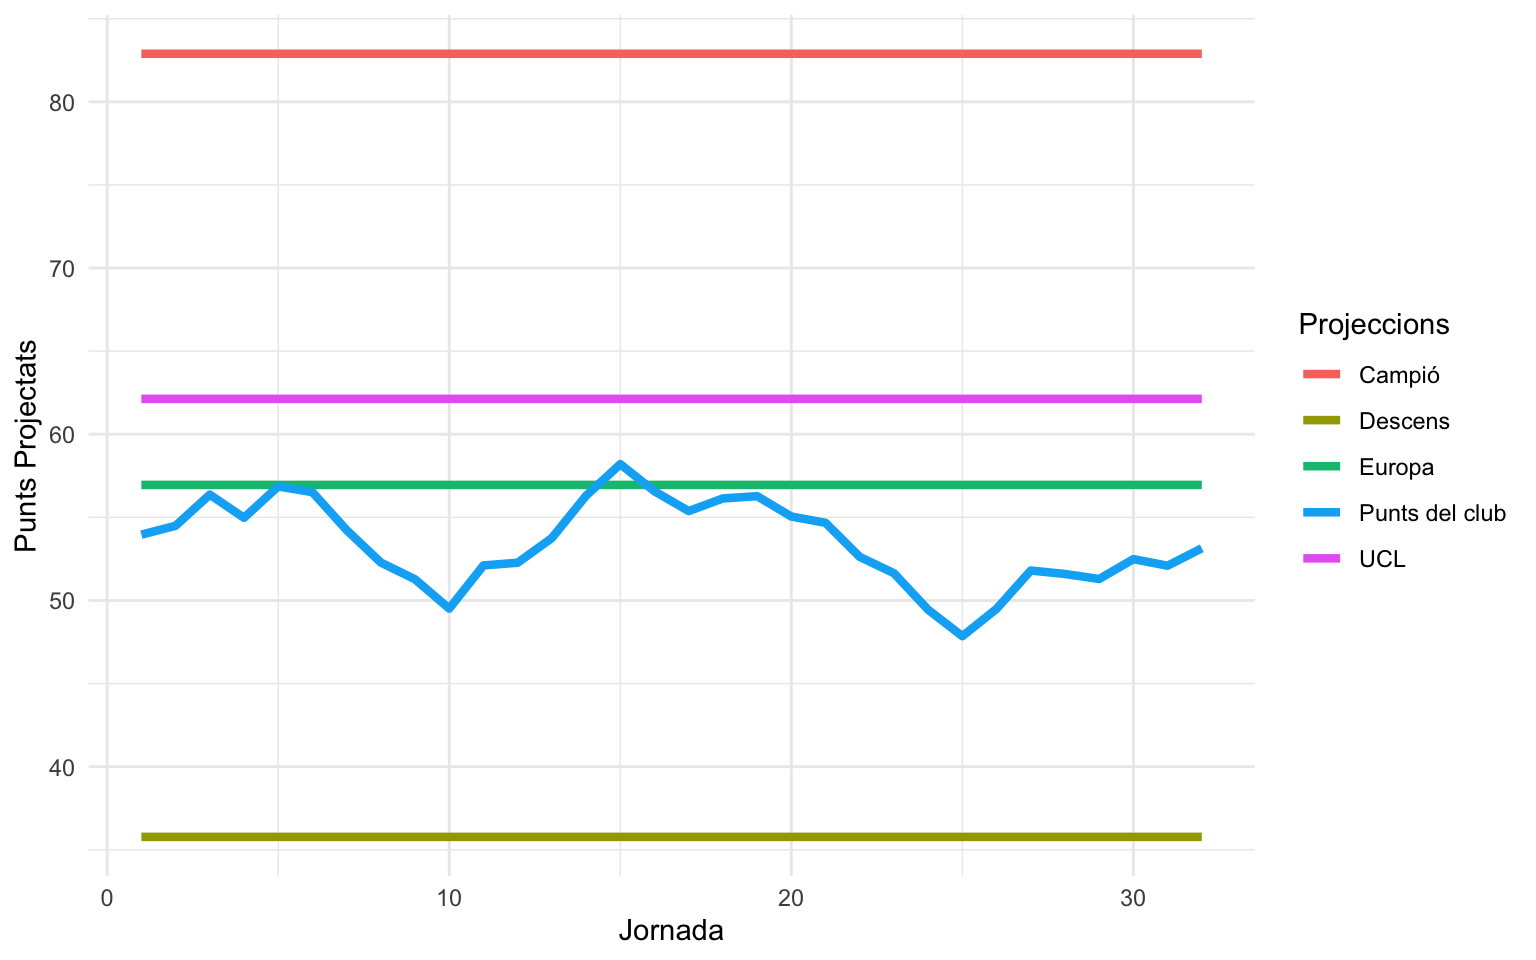 80
70
60
50
40
Punts Projectats
0
10
20
30
Jornada
Projeccions
Campió
Descens
Europa
Punts del club
UCL